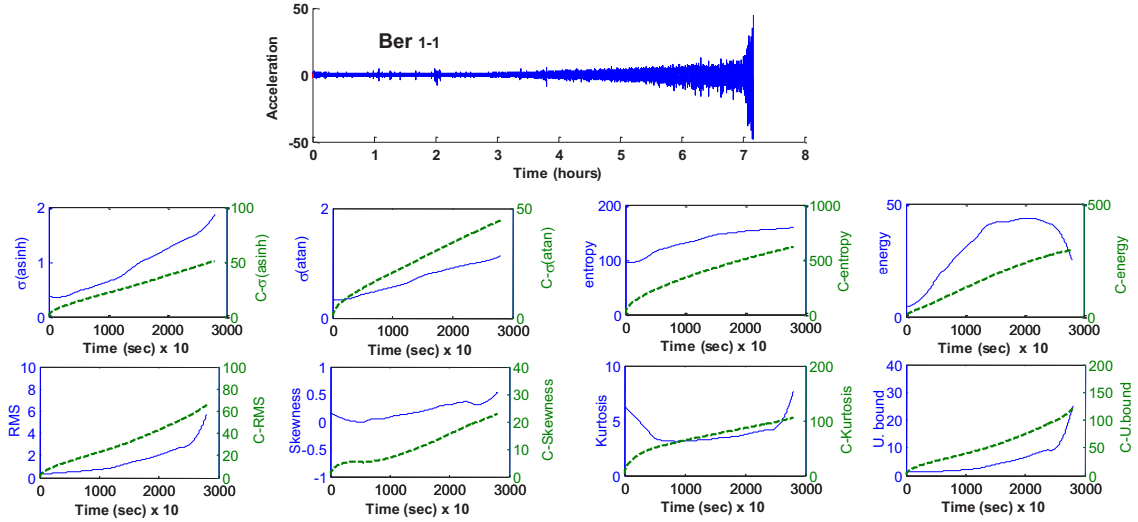 50
0
-50
Acceleration
Ber 1-1
0 1 2 3 4 5 6 7 8
Time (hours)
2
1
0
σ(asinh)
100
50
0
C-σ(asinh)
0 1000 2000 3000
Time (sec) x 10
2
1
0
σ(atan)
50
0
C-σ(atan)
0 1000 2000 3000
Time (sec) x 10
200
100
0
entropy
1000
500
0
C-entropy
0 1000 2000 3000
Time (sec) x 10
50
0
energy
500
0
C-energy
0 1000 2000 3000
Time (sec) x 10
10
8
6
4
2
0
RMS
100
80
60
40
20
0
C-RMS
0 1000 2000 3000
Time (sec) x 10
1
0.5
0
-0.5
-1
Skewness
40
30
20
10
0
C-Skewness
0 1000 2000 3000
Time (sec) x 10
10
5
0
Kurtosis
200
100
0
C-Kurtosis
0 1000 2000 3000
Time (sec) x 10
40
30
20
10
0
U. bound
200
150
100
50
0
C-U.bound
0 1000 2000 3000
Time (sec) x 10